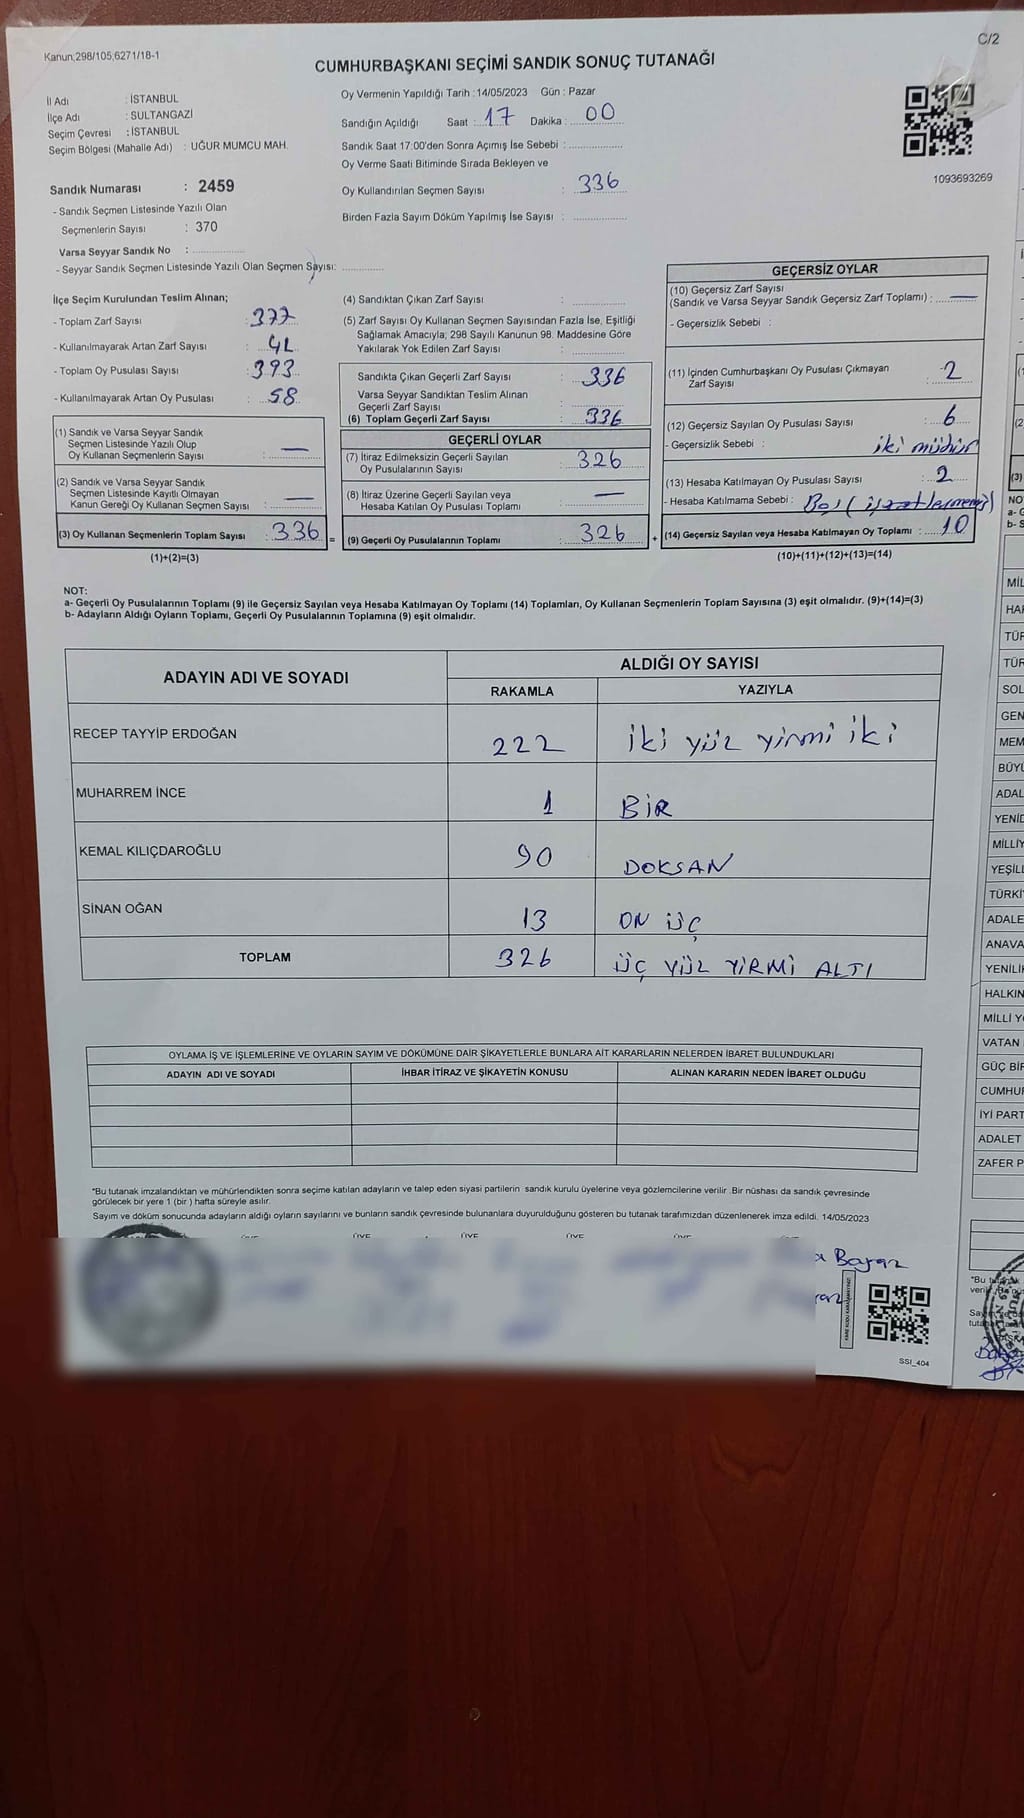 Kanun;298/105;6271/18-1
C/2
CUMHURBAŞKANI SEÇİMİ SANDIK SONUÇ TUTANAĞI
İl Adı : İSTANBUL
İlçe Adı : SULTANGAZİ
Seçim Çevresi : İSTANBUL
Seçim Bölgesi (Mahalle Adı) : UĞUR MUMCU MAH.
Sandık Numarası : 2459
- Sandık Seçmen Listesinde Yazılı Olan
Seçmenlerin Sayısı : 370
Varsa Seyyar Sandık No :
- Seyyar Sandık Seçmen Listesinde Yazılı Olan Seçmen Sayısı:
Oy Vermenin Yapıldığı Tarih : 14/05/2023 Gün : Pazar
Sandığın Açıldığı Saat : 17 Dakika : 00
Sandık Saat 17:00'den Sonra Açımış İse Sebebi :
Oy Verme Saati Bitiminde Sırada Bekleyen ve
Oy Kullandırılan Seçmen Sayısı : 336
Birden Fazla Sayım Döküm Yapılmış İse Sayısı :
1093693269
İlçe Seçim Kurulundan Teslim Alınan;
- Toplam Zarf Sayısı : 377
- Kullanılmayarak Artan Zarf Sayısı :
- Toplam Oy Pusulası Sayısı : 393
- Kullanılmayarak Artan Oy Pusulası : 58
(1) Sandık ve Varsa Seyyar Sandık
Seçmen Listesinde Yazılı Olup
Oy Kullanan Seçmenlerin Sayısı : —
(2) Sandık ve Varsa Seyyar Sandık
Seçmen Listesinde Kayıtlı Olmayan
Kanun Gereği Oy Kullanan Seçmen Sayısı : —
(3) Oy Kullanan Seçmenlerin Toplam Sayısı : 336 =
(1)+(2)=(3)
(4) Sandıktan Çıkan Zarf Sayısı :
(5) Zarf Sayısı Oy Kullanan Seçmen Sayısından Fazla İse, Eşitliği
Sağlamak Amacıyla; 298 Sayılı Kanunun 98. Maddesine Göre
Yakılarak Yok Edilen Zarf Sayısı :
Sandıkta Çıkan Geçerli Zarf Sayısı : 336
Varsa Seyyar Sandıktan Teslim Alınan
Geçerli Zarf Sayısı :
(6) Toplam Geçerli Zarf Sayısı : 336
GEÇERLİ OYLAR
(7) İtiraz Edilmeksizin Geçerli Sayılan
Oy Pusulalarının Sayısı : 326
(8) İtiraz Üzerine Geçerli Sayılan veya
Hesaba Katılan Oy Pusulası Toplamı : —
(9) Geçerli Oy Pusulalarının Toplamı : 326 +
GEÇERSİZ OYLAR
(10) Geçersiz Zarf Sayısı
(Sandık ve Varsa Seyyar Sandık Geçersiz Zarf Toplamı) : —
- Geçersizlik Sebebi :
(11) İçinden Cumhurbaşkanı Oy Pusulası Çıkmayan
Zarf Sayısı : 2
(12) Geçersiz Sayılan Oy Pusulası Sayısı : 6
- Geçersizlik Sebebi : iki mühür
(13) Hesaba Katılmayan Oy Pusulası Sayısı : 2
- Hesaba Katılmama Sebebi : Boş
(14) Geçersiz Sayılan veya Hesaba Katılmayan Oy Toplamı : 10
(10)+(11)+(12)+(13)=(14)
NOT:
a- Geçerli Oy Pusulalarının Toplamı (9) ile Geçersiz Sayılan veya Hesaba Katılmayan Oy Toplamı (14) Toplamları, Oy Kullanan Seçmenlerin Toplam Sayısına (3) eşit olmalıdır. (9)+(14)=(3)
b- Adayların Aldığı Oyların Toplamı, Geçerli Oy Pusulalarının Toplamına (9) eşit olmalıdır.
ADAYIN ADI VE SOYADI
ALDIĞI OY SAYISI
RAKAMLA YAZIYLA
RECEP TAYYİP ERDOĞAN 222 iki yüz yirmi iki
MUHARREM İNCE 1 BİR
KEMAL KILIÇDAROĞLU 90 DOKSAN
SİNAN OĞAN 13 ON ÜÇ
TOPLAM 326 ÜÇ YÜZ YİRMİ ALTI
OYLAMA İŞ VE İŞLEMLERİNE VE OYLARIN SAYIM VE DÖKÜMÜNE DAİR ŞİKAYETLERLE BUNLARA AİT KARARLARIN NELERDEN İBARET BULUNDUKLARI
ADAYIN ADI VE SOYADI İHBAR İTİRAZ VE ŞİKAYETİN KONUSU ALINAN KARARIN NEDEN İBARET OLDUĞU
*Bu tutanak imzalandıktan ve mühürlendikten sonra seçime katılan adayların ve talep eden siyasi partilerin sandık kurulu üyelerine veya gözlemcilerine verilir .Bir nüshası da sandık çevresinde
görülecek bir yere 1 (bir ) hafta süreyle asılır.
Sayım ve döküm sonucunda adayların aldığı oyların sayılarını ve bunların sandık çevresinde bulunanlara duyurulduğunu gösteren bu tutanak tarafımızdan düzenlenerek imza edildi. 14/05/2023
ÜYE ÜYE ÜYE
SSI_404
(3)
NO
a- G
b- S
MİL
HA
TÜR
TÜR
SOL
GEN
MEM
BÜYÜ
ADAL
YENİD
MİLLİY
YEŞİLL
TÜRKİY
ADALE
ANAVA
YENİLİK
HALKIN
MİLLİ YO
VATAN
GÜÇ BİR
CUMHUR
İYİ PART
ADALET
ZAFER P
*Bu
veri
Say
tuta